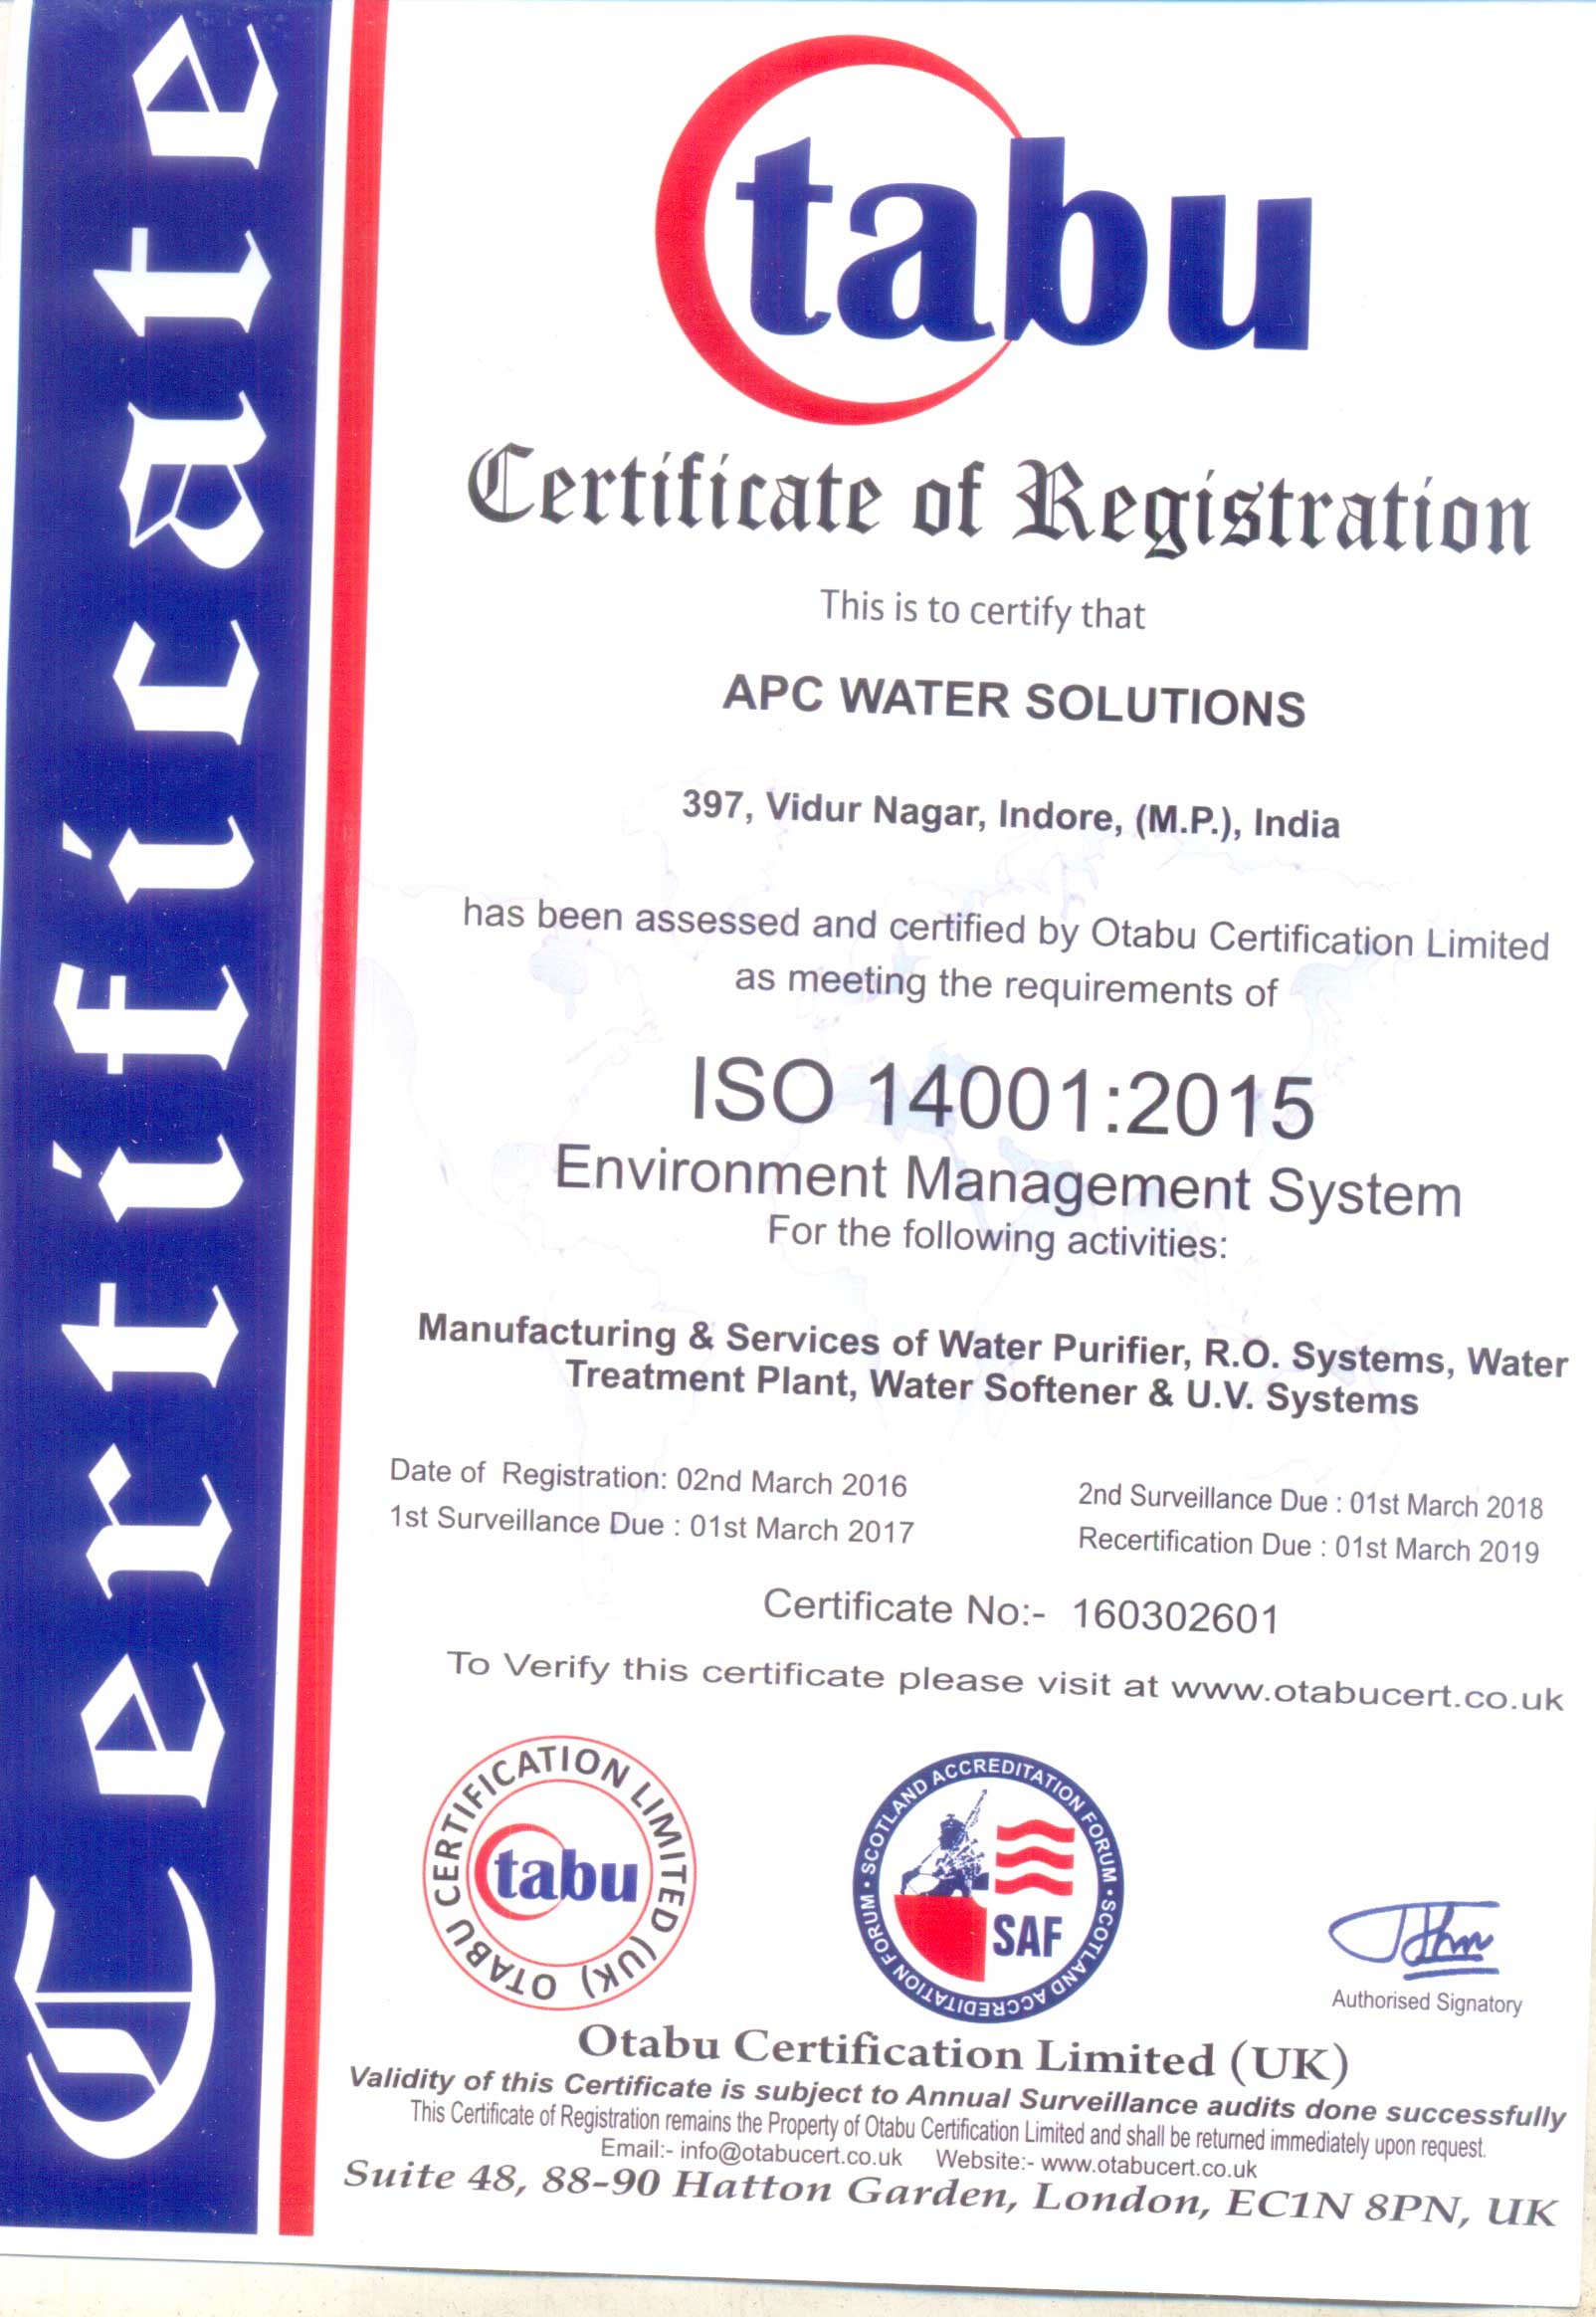 Certificate
Otabu
Certificate of Registration
This is to certify that
APC WATER SOLUTIONS
397, Vidur Nagar, Indore, (M.P.), India
has been assessed and certified by Otabu Certification Limited
as meeting the requirements of
ISO 14001:2015
Environment Management System
For the following activities:
Manufacturing & Services of Water Purifier, R.O. Systems, Water
Treatment Plant, Water Softener & U.V. Systems
Date of Registration: 02nd March 2016
1st Surveillance Due : 01st March 2017
2nd Surveillance Due : 01st March 2018
Recertification Due : 01st March 2019
Certificate No:- 160302601
To Verify this certificate please visit at www.otabucert.co.uk
OTABU CERTIFICATION LIMITED (UK)
Otabu
SCOTLAND ACCREDITATION FORUM • SCOTLAND ACCREDITATION FORUM •
SAF
Authorised Signatory
Otabu Certification Limited (UK)
Validity of this Certificate is subject to Annual Surveillance audits done successfully
This Certificate of Registration remains the Property of Otabu Certification Limited and shall be returned immediately upon request.
Email:- info@otabucert.co.uk Website:- www.otabucert.co.uk
Suite 48, 88-90 Hatton Garden, London, EC1N 8PN, UK